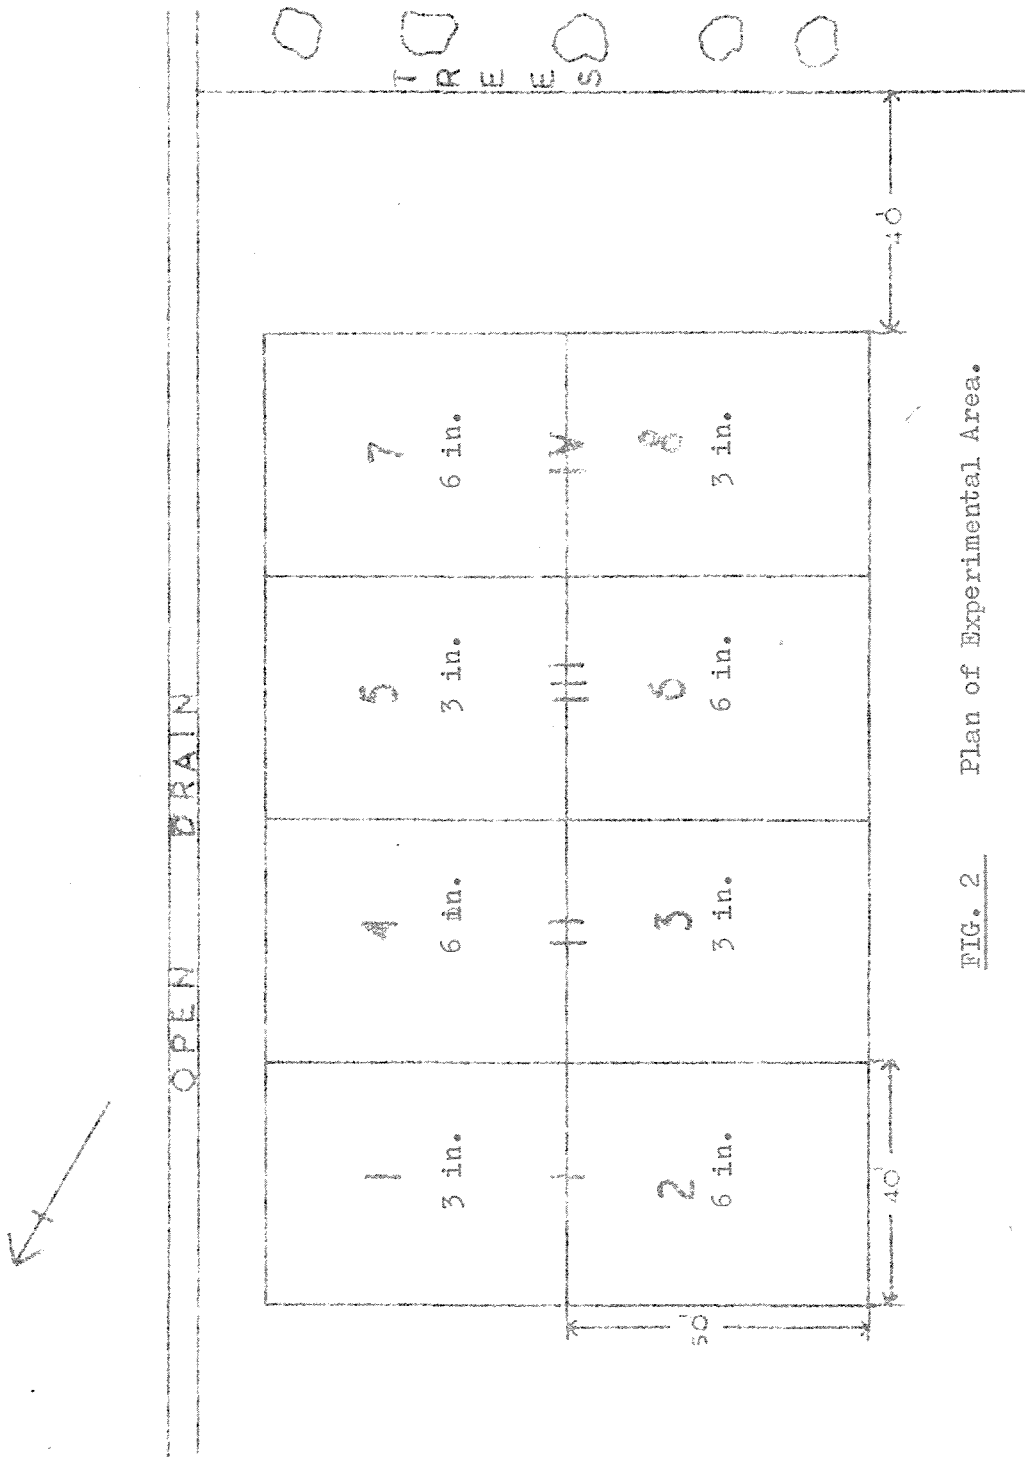 OPEN DRAIN
TREES
1 4 5 7
3 in. 6 in. 3 in. 6 in.
I II III IV
2 3 6 8
6 in. 3 in. 6 in. 3 in.
50'
40' 40'
FIG. 2 Plan of Experimental Area.